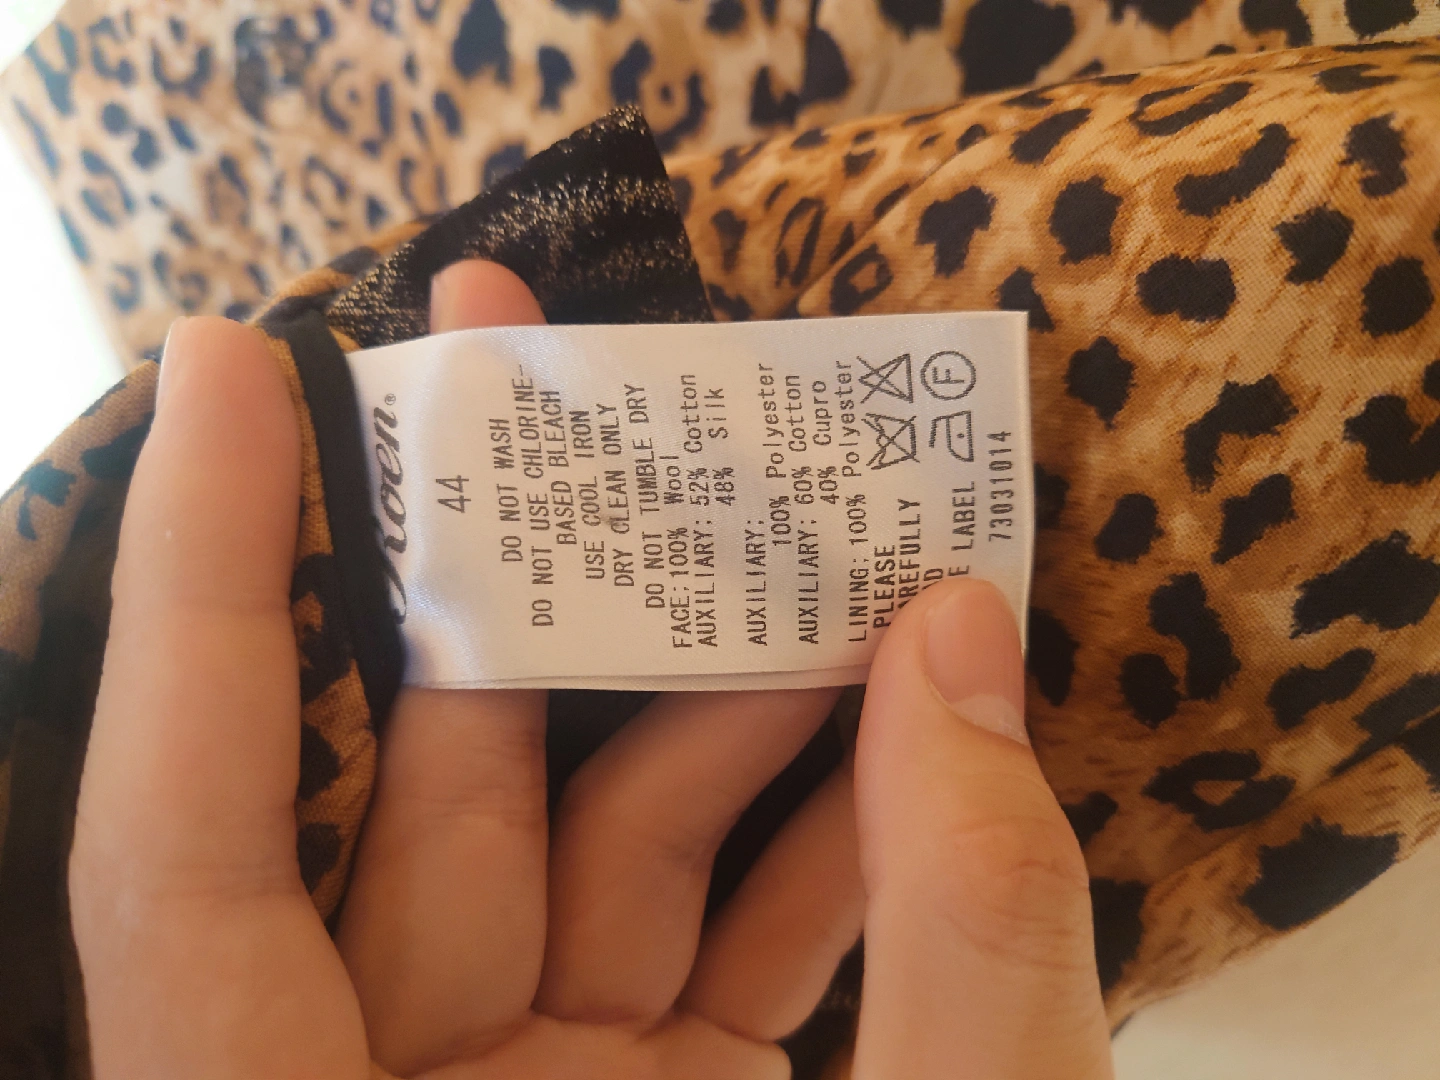 44
DO NOT WASH
DO NOT USE CHLORINE-
BASED BLEACH
USE COOL IRON
DRY CLEAN ONLY
DO NOT TUMBLE DRY
FACE; 100% Wool
AUXILIARY; 52% Cotton
48% Silk
AUXILIARY;
100% Polyester
AUXILIARY; 60% Cotton
40% Cupro
LINING; 100% Polyester
PLEASE
CAREFULLY
LABEL
F
73031014